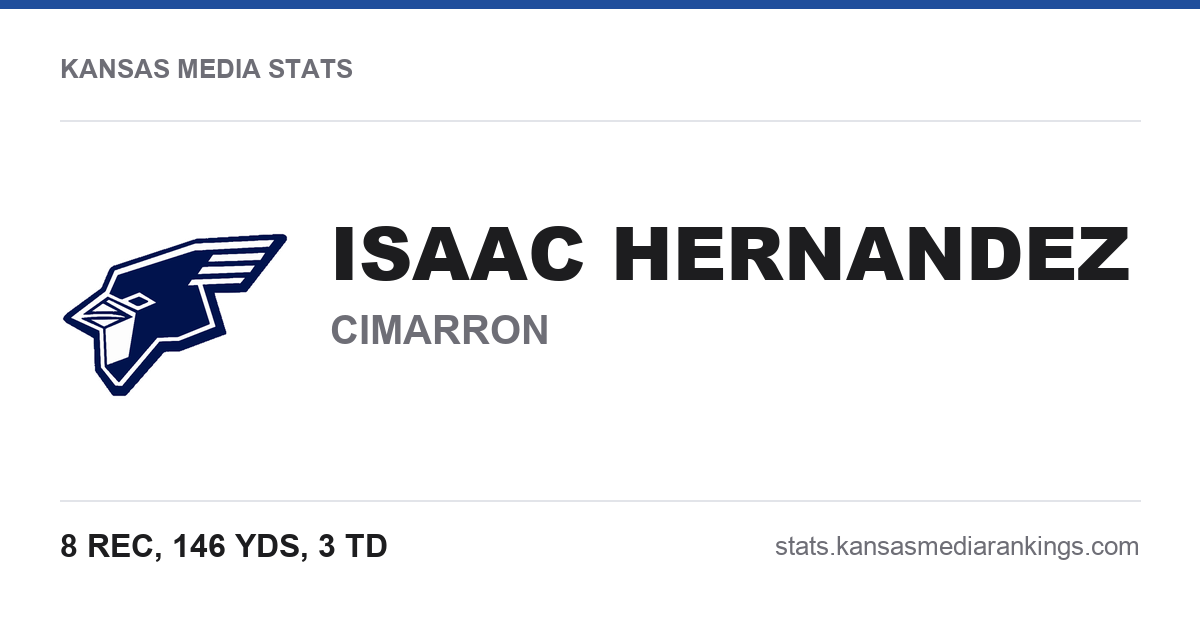 KANSAS MEDIA STATS
ISAAC HERNANDEZ
CIMARRON
8 REC, 146 YDS, 3 TD
stats.kansasmediarankings.com